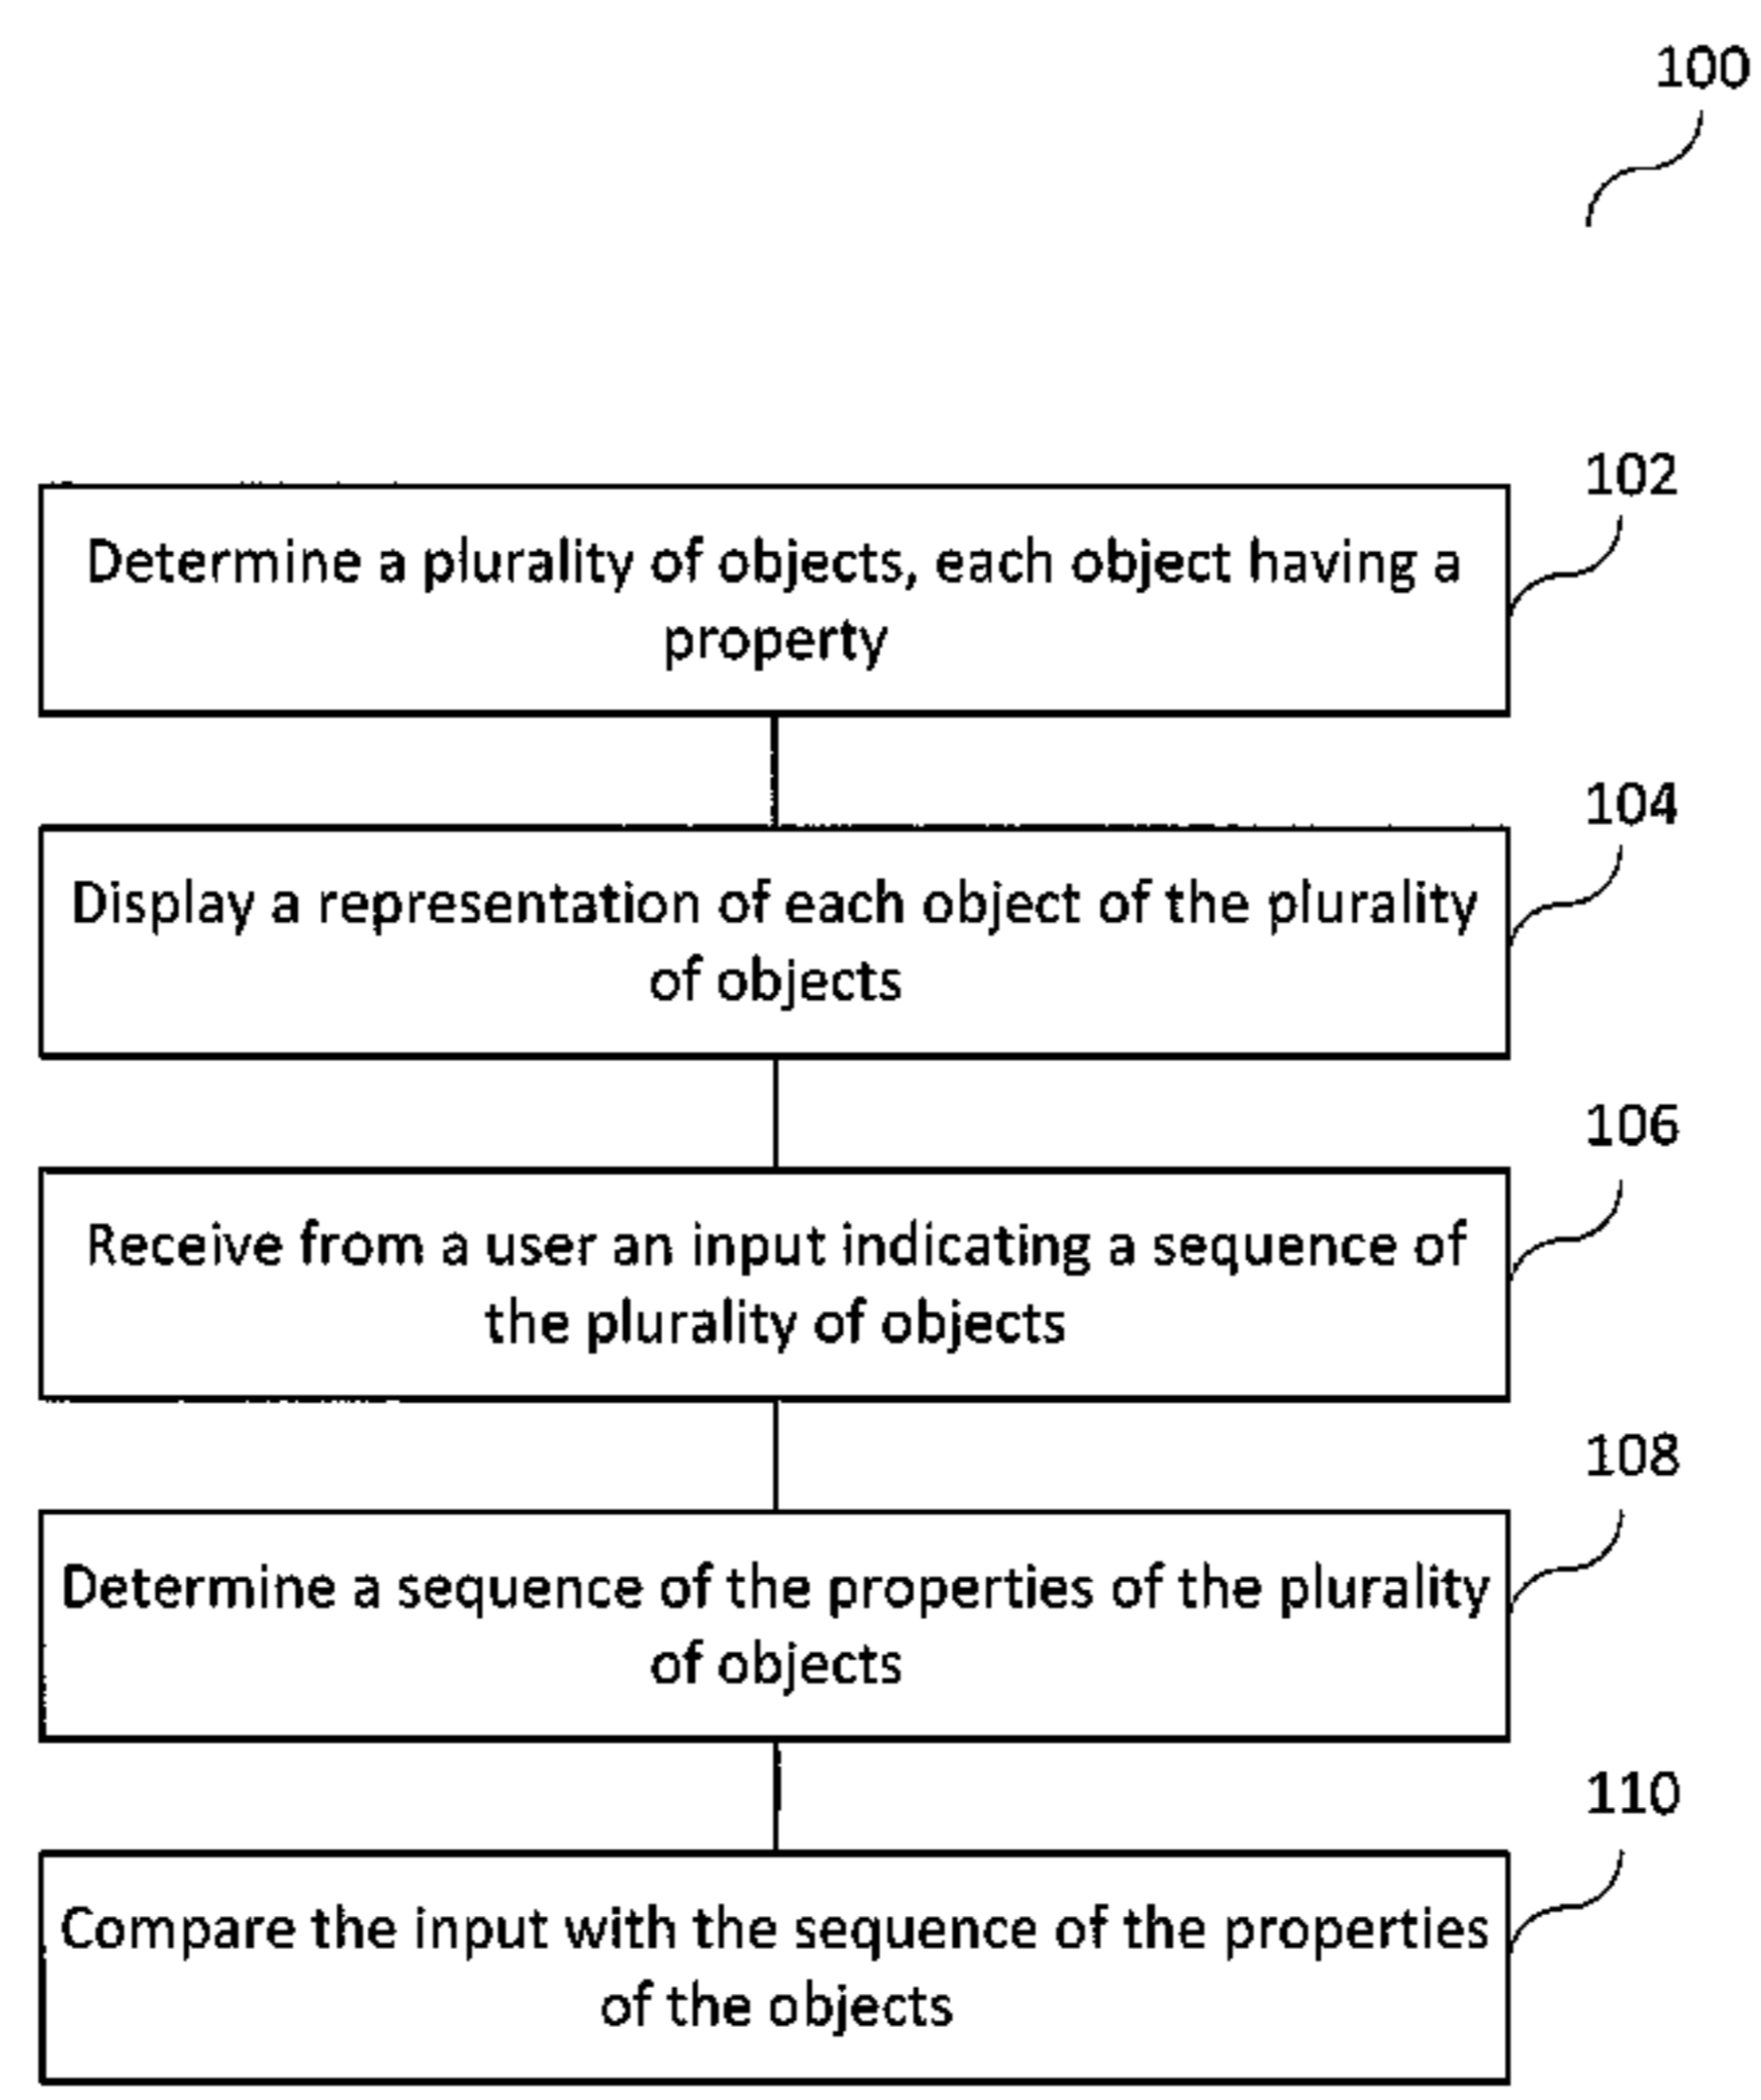 100
102
Determine a plurality of objects, each object having a
property
104
Display a representation of each object of the plurality
of objects
106
Receive from a user an input indicating a sequence of
the plurality of objects
108
Determine a sequence of the properties of the plurality
of objects
110
Compare the input with the sequence of the properties
of the objects